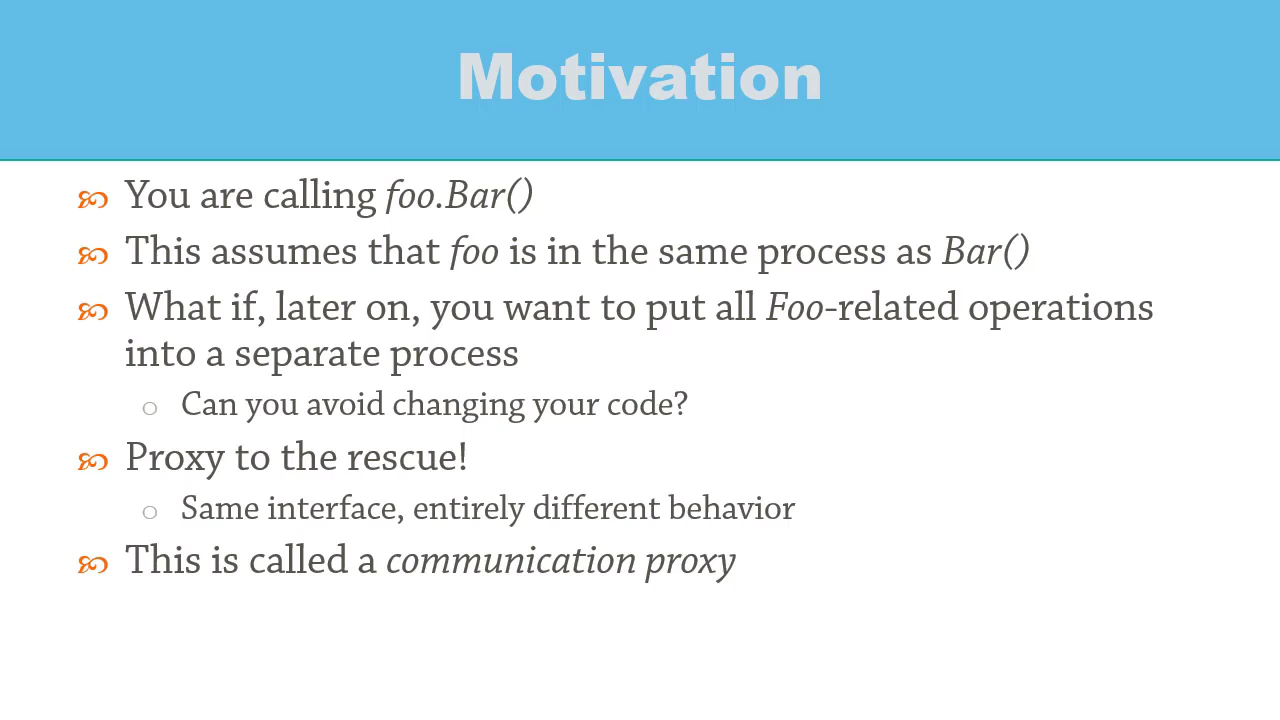 Motivation
You are calling foo.Bar()
This assumes that foo is in the same process as Bar()
What if, later on, you want to put all Foo-related operations
into a separate process
Can you avoid changing your code?
Proxy to the rescue!
Same interface, entirely different behavior
This is called a communication proxy